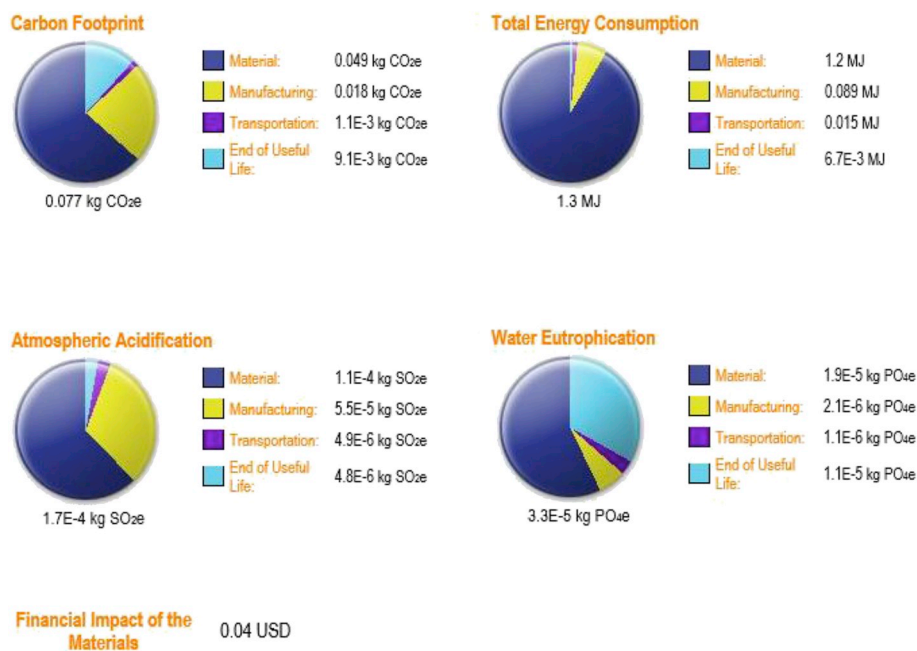 Carbon Footprint
Material: 0.049 kg CO2e
Manufacturing: 0.018 kg CO2e
Transportation: 1.1E-3 kg CO2e
End of Useful
Life: 9.1E-3 kg CO2e
0.077 kg CO2e
Total Energy Consumption
Material: 1.2 MJ
Manufacturing: 0.089 MJ
Transportation: 0.015 MJ
End of Useful
Life: 6.7E-3 MJ
1.3 MJ
Atmospheric Acidification
Material: 1.1E-4 kg SO2e
Manufacturing: 5.5E-5 kg SO2e
Transportation: 4.9E-6 kg SO2e
End of Useful
Life: 4.8E-6 kg SO2e
1.7E-4 kg SO2e
Water Eutrophication
Material: 1.9E-5 kg PO4e
Manufacturing: 2.1E-6 kg PO4e
Transportation: 1.1E-6 kg PO4e
End of Useful
Life: 1.1E-5 kg PO4e
3.3E-5 kg PO4e
Financial Impact of the
Materials 0.04 USD